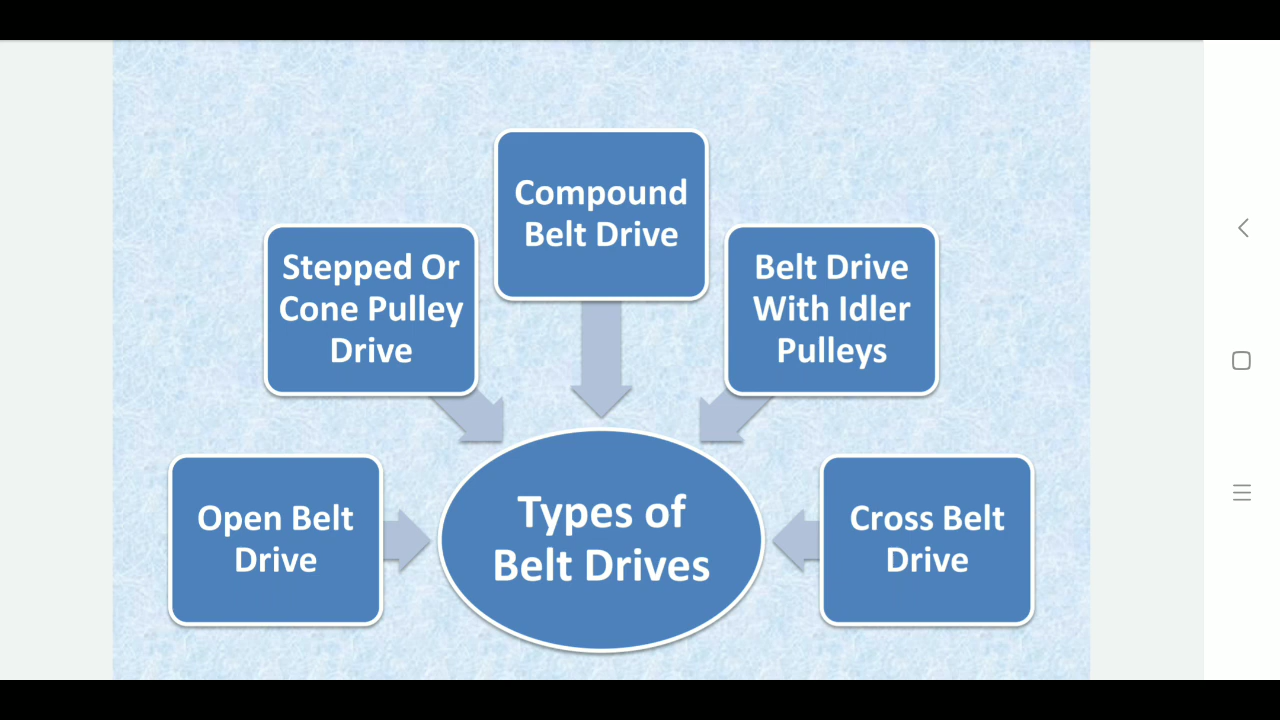 Compound
Belt Drive
Stepped Or
Cone Pulley
Drive
Belt Drive
With Idler
Pulleys
Open Belt
Drive
Types of
Belt Drives
Cross Belt
Drive